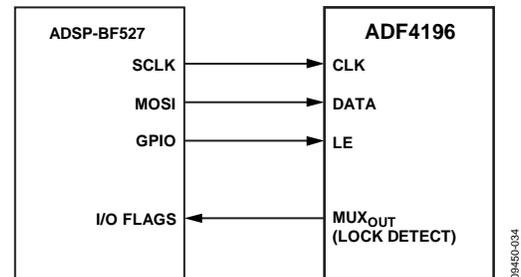 ADSP-BF527
SCLK
MOSI
GPIO
I/O FLAGS
ADF4196
CLK
DATA
LE
MUXOUT
(LOCK DETECT)
09450-034